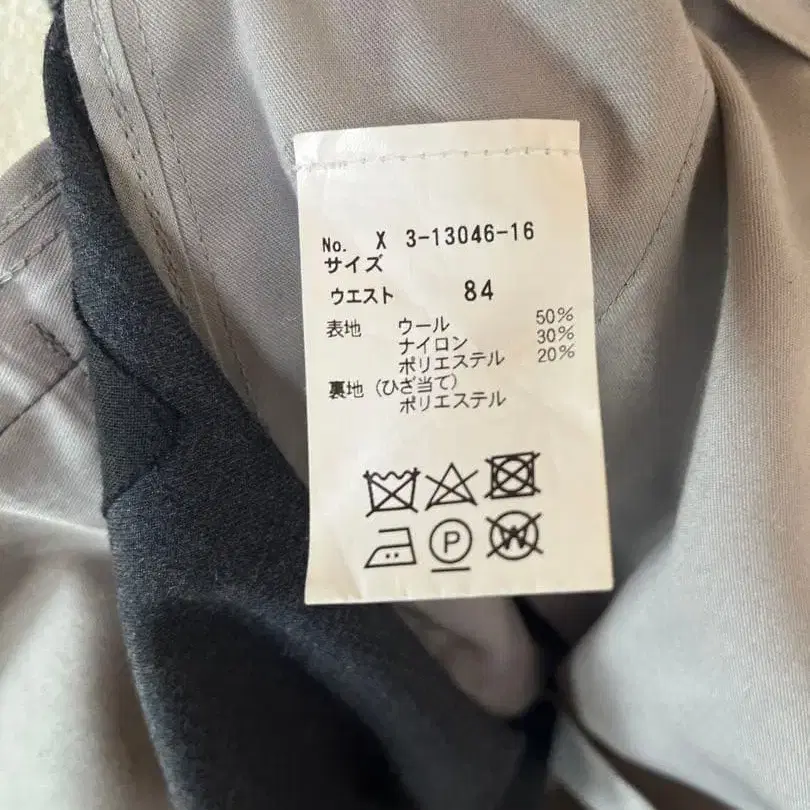 No. X 3-13046-16
サイズ
ウエスト 84
表地 ウール 50%
ナイロン 30%
ポリエステル 20%
裏地(ひざ当て)
ポリエステル
P
W